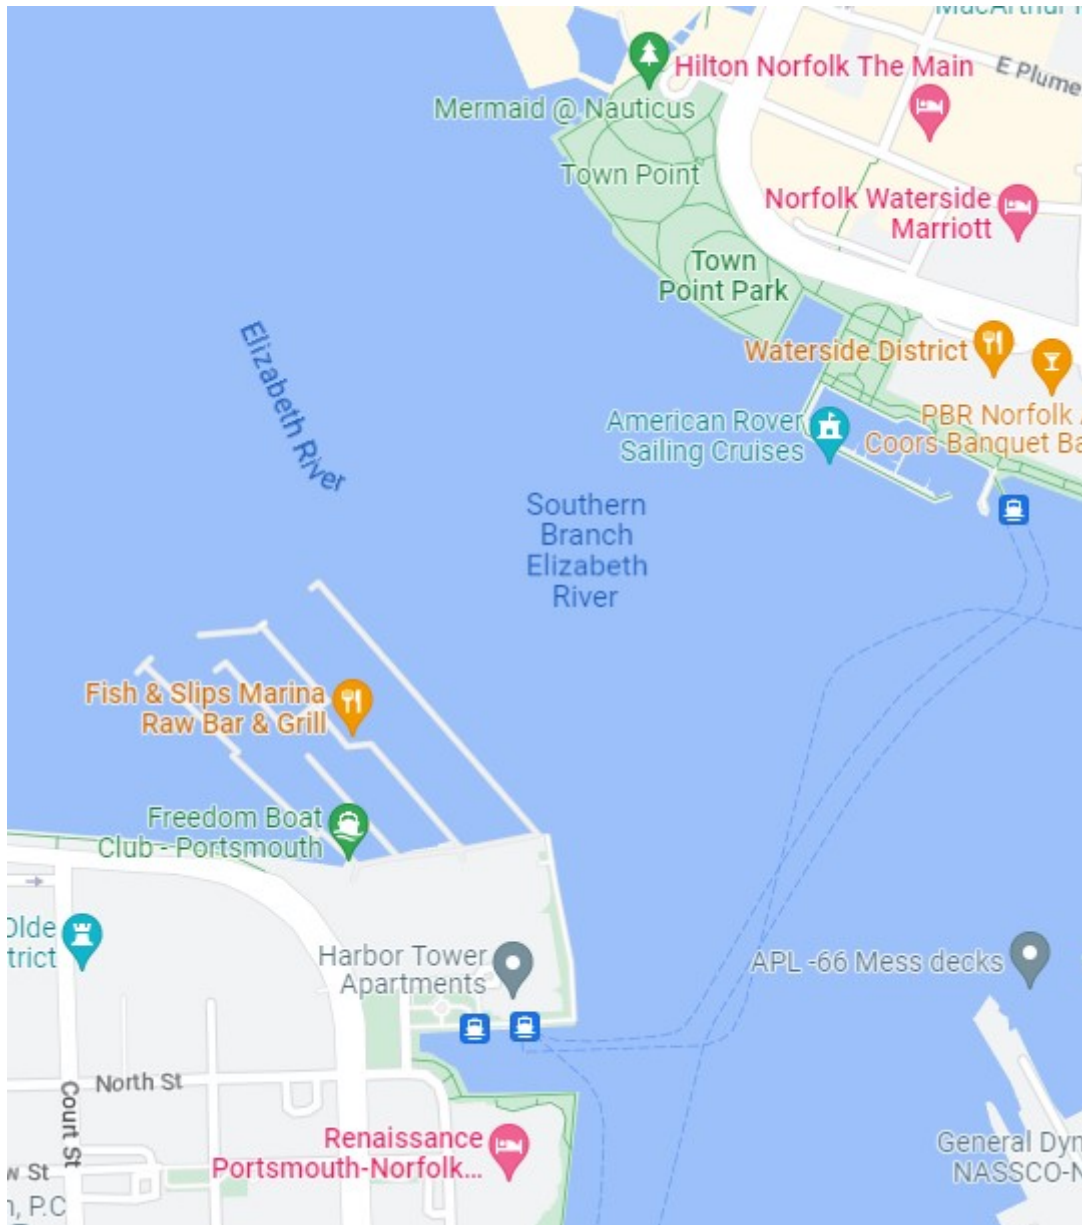 MacArthur
E Plume
Hilton Norfolk The Main
Mermaid @ Nauticus
Town Point
Norfolk Waterside
Marriott
Town
Point Park
Waterside District
PBR Norfolk
Coors Banquet Ba
American Rover
Sailing Cruises
Elizabeth River
Southern
Branch
Elizabeth
River
Fish & Slips Marina
Raw Bar & Grill
Freedom Boat
Club - Portsmouth
Olde
trict
Harbor Tower
Apartments
APL -66 Mess decks
North St
Court St
Renaissance
Portsmouth-Norfolk...
General Dyn
NASSCO-N
w St
n, P.C